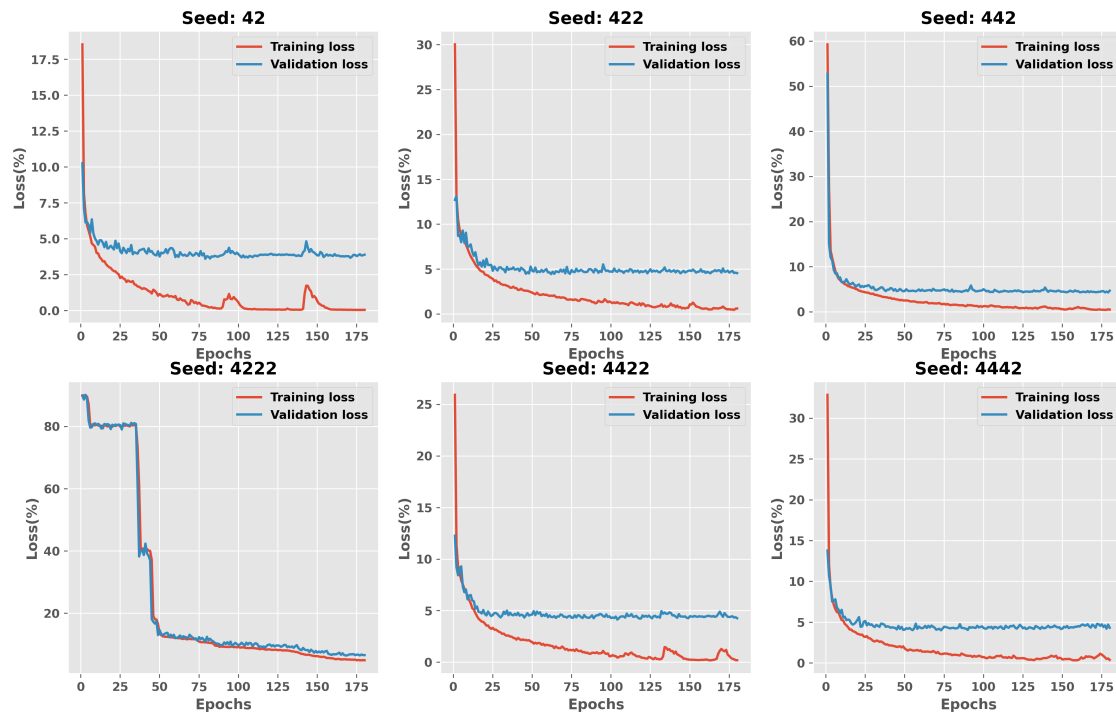 Seed: 42
Training loss
Validation loss
17.5
15.0
12.5
10.0
7.5
5.0
2.5
0.0
Loss(%)
0 25 50 75 100 125 150 175
Epochs
Seed: 422
Training loss
Validation loss
30
25
20
15
10
5
0
Loss(%)
0 25 50 75 100 125 150 175
Epochs
Seed: 442
Training loss
Validation loss
60
50
40
30
20
10
0
Loss(%)
0 25 50 75 100 125 150 175
Epochs
Seed: 4222
Training loss
Validation loss
80
60
40
20
Loss(%)
0 25 50 75 100 125 150 175
Epochs
Seed: 4422
Training loss
Validation loss
25
20
15
10
5
0
Loss(%)
0 25 50 75 100 125 150 175
Epochs
Seed: 4442
Training loss
Validation loss
30
25
20
15
10
5
0
Loss(%)
0 25 50 75 100 125 150 175
Epochs